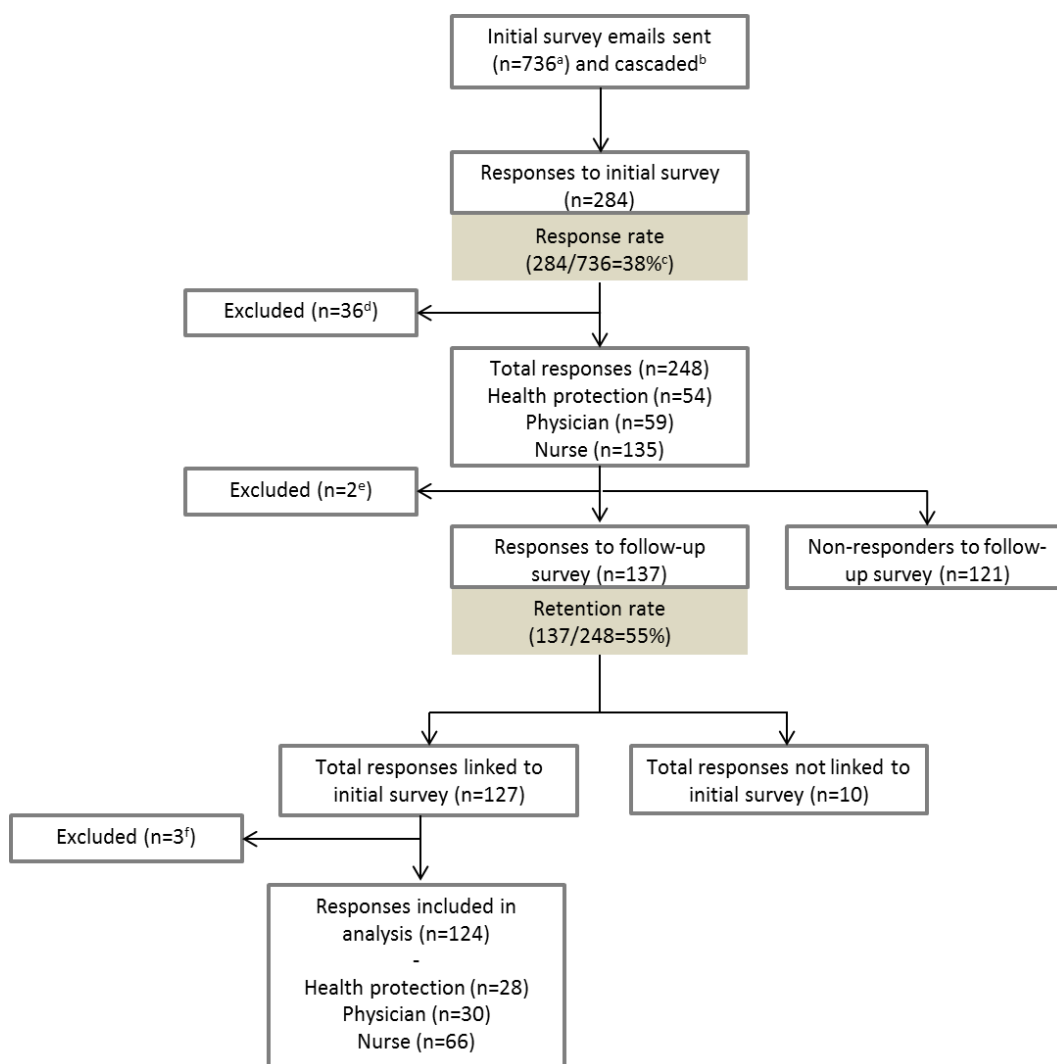 Initial survey emails sent
(n=736ᵃ) and cascadedᵇ
Responses to initial survey
(n=284)
Response rate
(284/736=38%ᶜ)
Excluded (n=36ᵈ)
Total responses (n=248)
Health protection (n=54)
Physician (n=59)
Nurse (n=135)
Excluded (n=2ᵉ)
Responses to follow-up
survey (n=137)
Non-responders to follow-
up survey (n=121)
Retention rate
(137/248=55%)
Total responses linked to
initial survey (n=127)
Total responses not linked to
initial survey (n=10)
Excluded (n=3ᶠ)
Responses included in
analysis (n=124)
-
Health protection (n=28)
Physician (n=30)
Nurse (n=66)